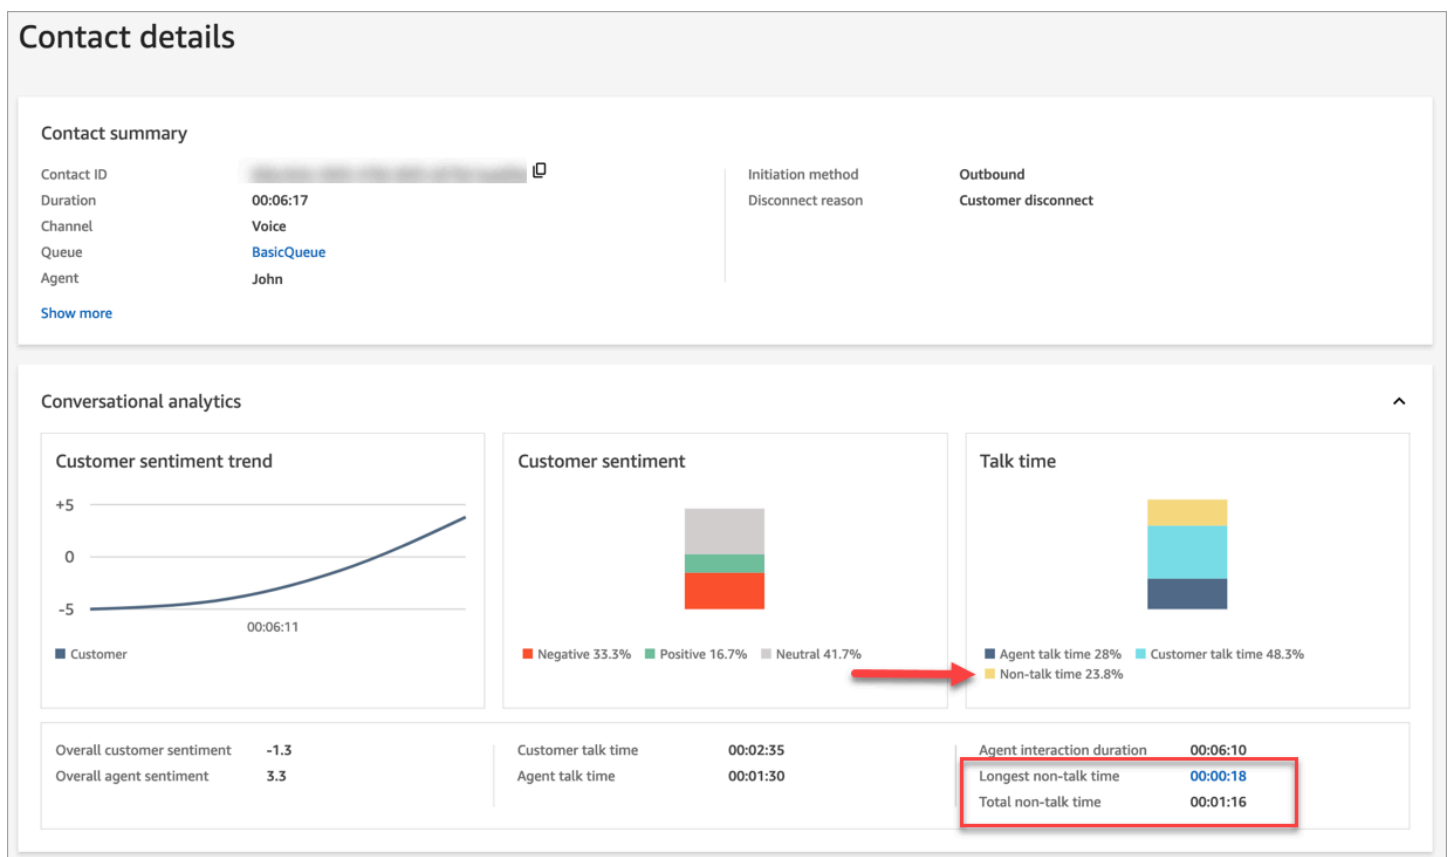 Contact details
Contact summary
Contact ID
Duration 00:06:17
Channel Voice
Queue BasicQueue
Agent John
Show more
Initiation method Outbound
Disconnect reason Customer disconnect
Conversational analytics
Customer sentiment trend
+5
0
-5
00:06:11
Customer
Customer sentiment
Negative 33.3% Positive 16.7% Neutral 41.7%
Talk time
Agent talk time 28% Customer talk time 48.3%
Non-talk time 23.8%
Overall customer sentiment -1.3
Overall agent sentiment 3.3
Customer talk time 00:02:35
Agent talk time 00:01:30
Agent interaction duration 00:06:10
Longest non-talk time 00:00:18
Total non-talk time 00:01:16